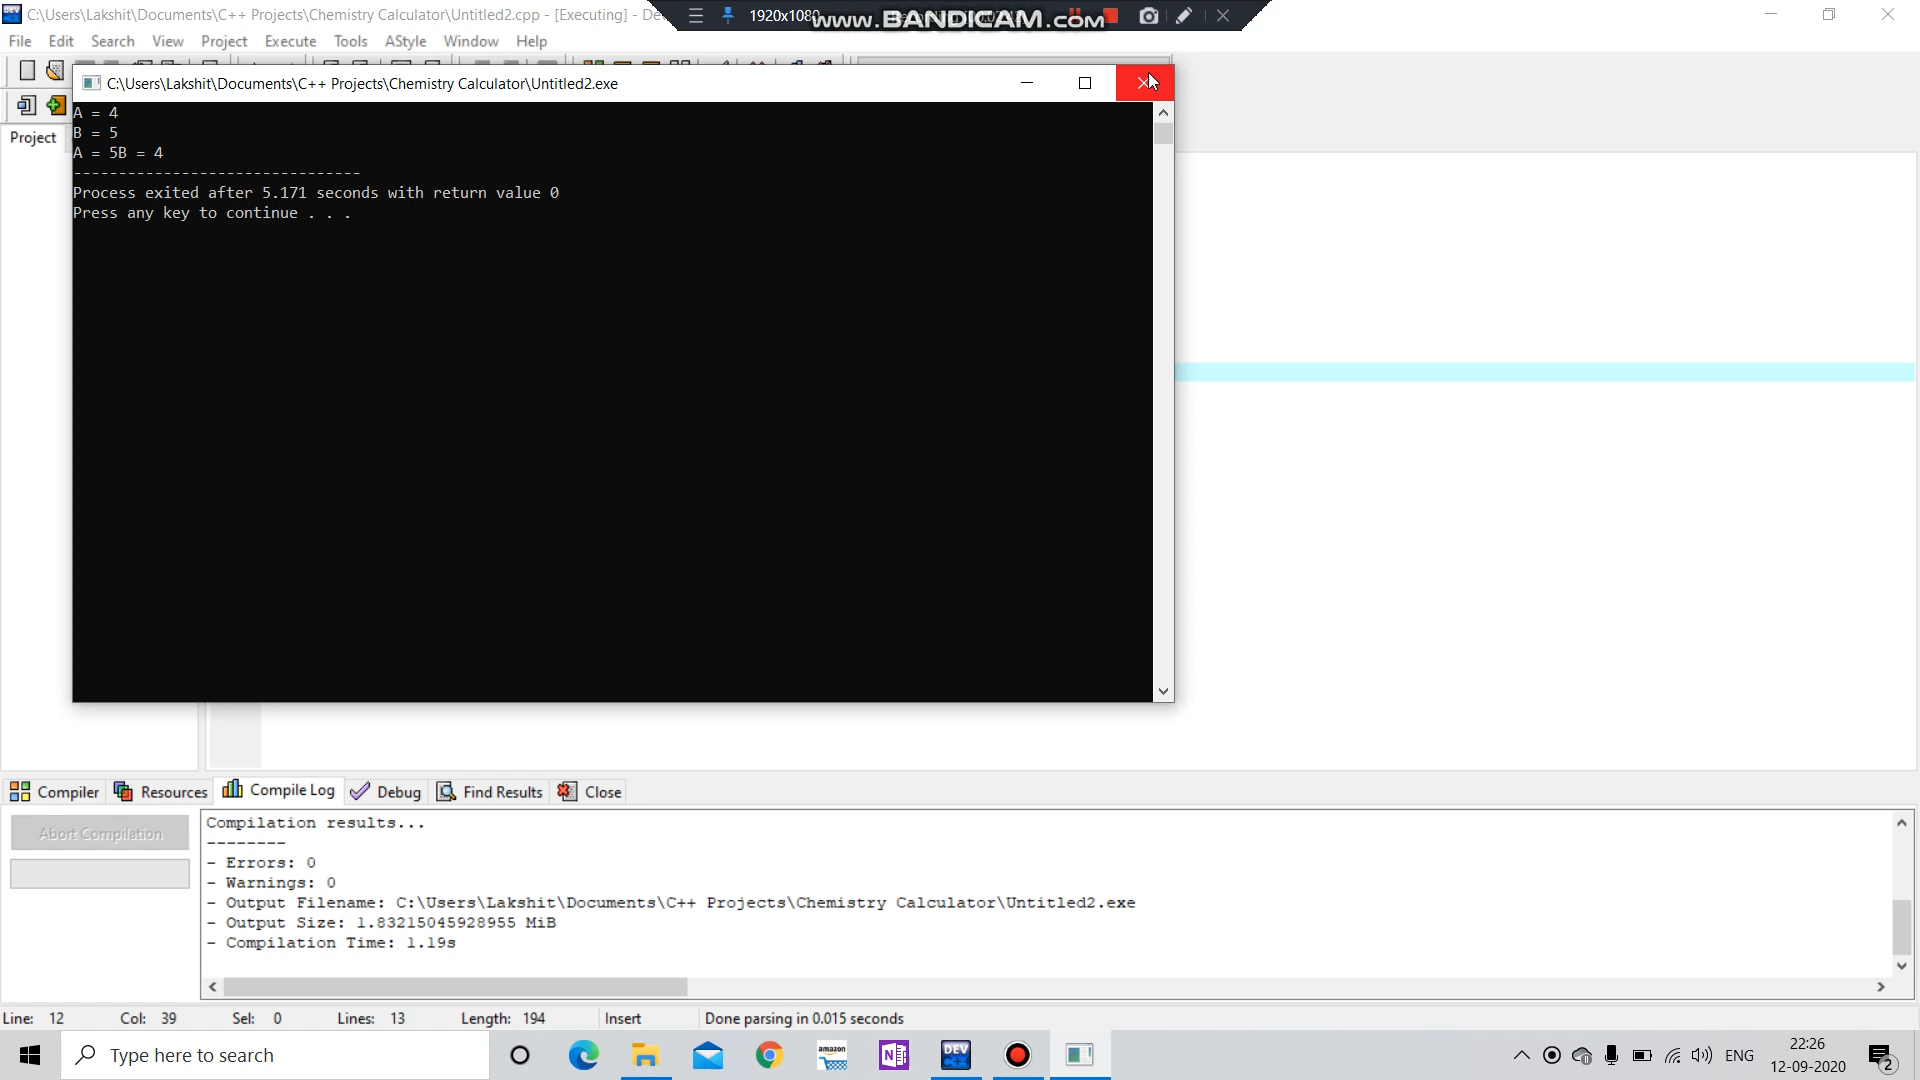 C:\Users\Lakshit\Documents\C++ Projects\Chemistry Calculator\Untitled2.cpp - [Executing] - De
1920x1080
www.BANDICAM.com
File Edit Search View Project Execute Tools AStyle Window Help
C:\Users\Lakshit\Documents\C++ Projects\Chemistry Calculator\Untitled2.exe
Project
A = 4
B = 5
A = 5B = 4
--------------------------------
Process exited after 5.171 seconds with return value 0
Press any key to continue . . .
Compiler Resources Compile Log Debug Find Results Close
Abort Compilation
Compilation results...
--------
- Errors: 0
- Warnings: 0
- Output Filename: C:\Users\Lakshit\Documents\C++ Projects\Chemistry Calculator\Untitled2.exe
- Output Size: 1.83215045928955 MiB
- Compilation Time: 1.19s
Line: 12 Col: 39 Sel: 0 Lines: 13 Length: 194 Insert Done parsing in 0.015 seconds
Type here to search
amazon
N
DEV
C++
ENG
22:26
12-09-2020
2